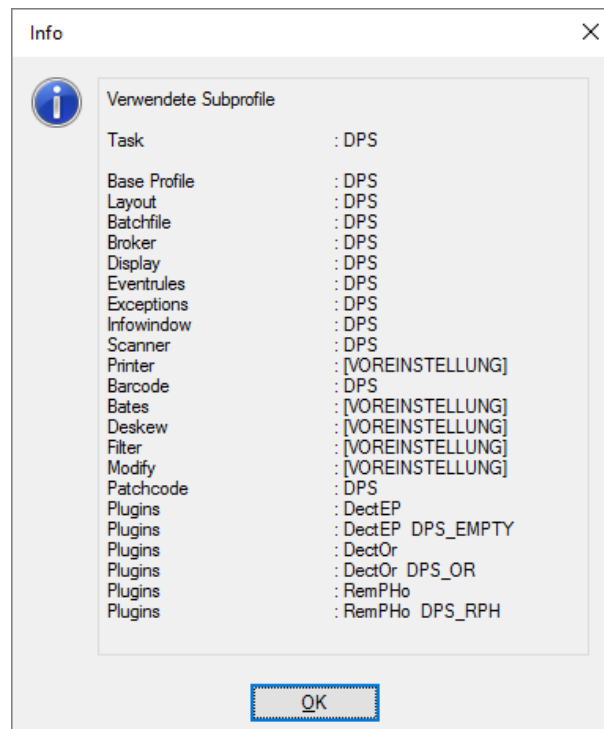 Info
Verwendete Subprofile
Task : DPS
Base Profile : DPS
Layout : DPS
Batchfile : DPS
Broker : DPS
Display : DPS
Eventrules : DPS
Exceptions : DPS
Infowindow : DPS
Scanner : DPS
Printer : [VOREINSTELLUNG]
Barcode : DPS
Bates : [VOREINSTELLUNG]
Deskew : [VOREINSTELLUNG]
Filter : [VOREINSTELLUNG]
Modify : [VOREINSTELLUNG]
Patchcode : DPS
Plugins : DectEP
Plugins : DectEP DPS_EMPTY
Plugins : DectOr
Plugins : DectOr DPS_OR
Plugins : RemPHo
Plugins : RemPHo DPS_RPH
OK